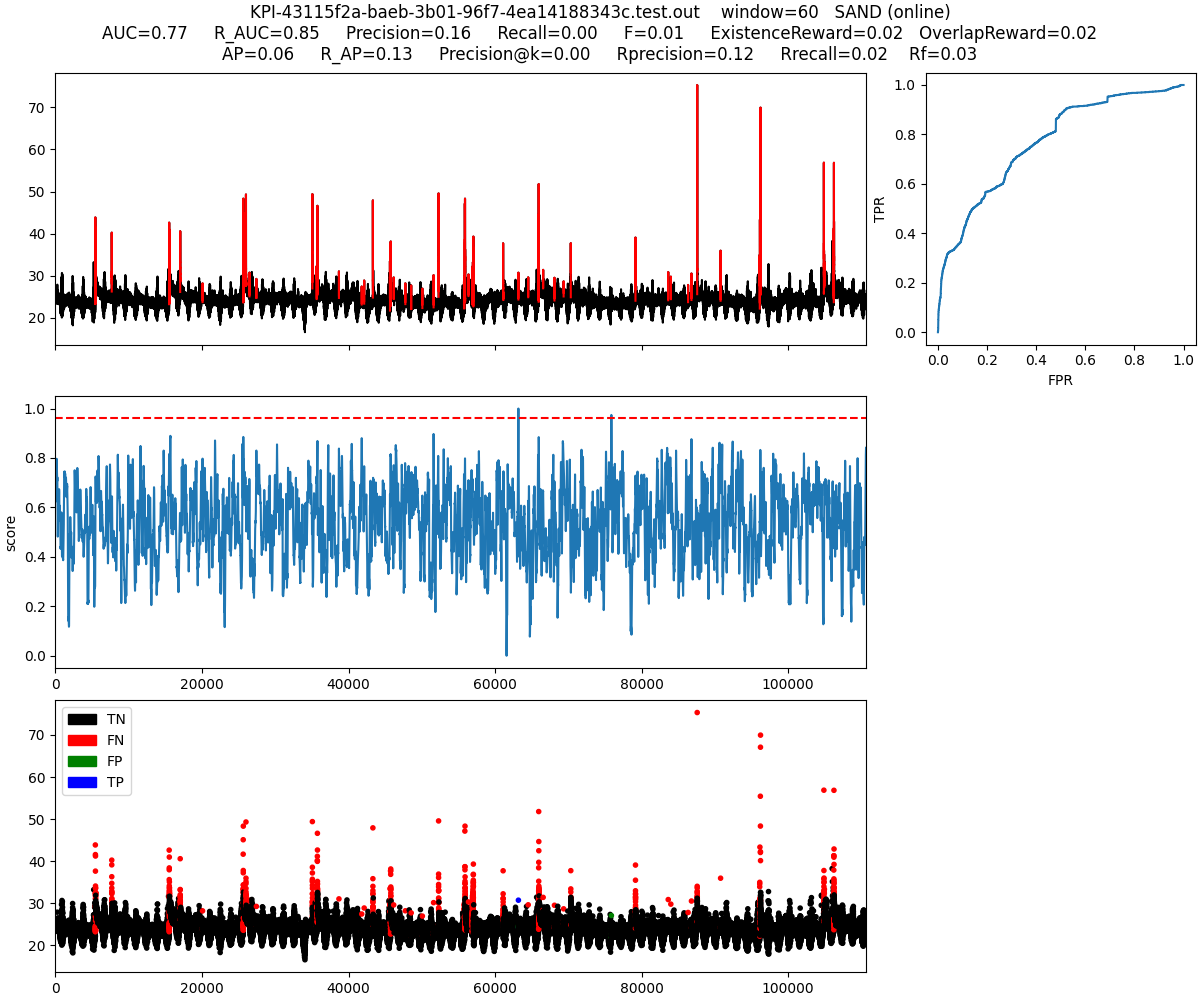 KPI-43115f2a-baeb-3b01-96f7-4ea14188343c.test.out window=60 SAND (online)
AUC=0.77 R_AUC=0.85 Precision=0.16 Recall=0.00 F=0.01 ExistenceReward=0.02 OverlapReward=0.02
AP=0.06 R_AP=0.13 Precision@k=0.00 Rprecision=0.12 Rrecall=0.02 Rf=0.03
70
60
50
40
30
20
1.0
0.8
0.6
0.4
0.2
0.0
TPR
0.0 0.2 0.4 0.6 0.8 1.0
FPR
1.0
0.8
0.6
0.4
0.2
0.0
score
0 20000 40000 60000 80000 100000
TN
FN
FP
TP
70
60
50
40
30
20
0 20000 40000 60000 80000 100000